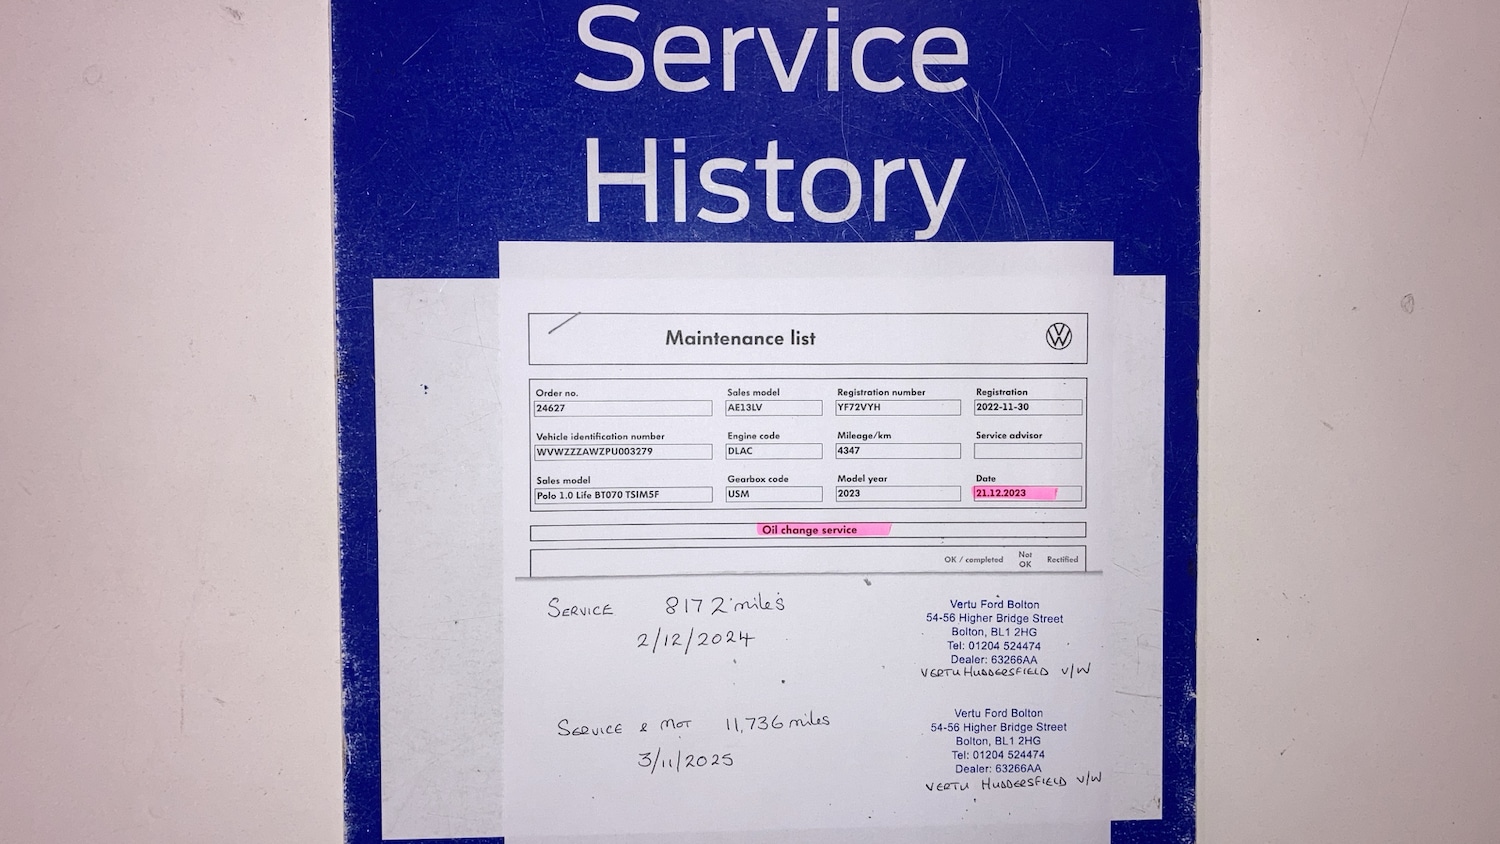 Service
History
Maintenance list
Order no. Sales model Registration number Registration
24627 AE13LV YF72VYH 2022-11-30
Vehicle identification number Engine code Mileage/km Service advisor
WVWZZZAWZPU003279 DLAC 4347
Sales model Gearbox code Model year Date
Polo 1.0 Life BT070 TSIM5F USM 2023 21.12.2023
Oil change service
OK / completed Not OK Rectified
SERVICE 8172 miles
2/12/2024
Vertu Ford Bolton
54-56 Higher Bridge Street
Bolton, BL1 2HG
Tel: 01204 524474
Dealer: 63266AA
VERTU HUDDERSFIELD V/W
SERVICE & MOT 11,736 miles
3/11/2025
Vertu Ford Bolton
54-56 Higher Bridge Street
Bolton, BL1 2HG
Tel: 01204 524474
Dealer: 63266AA
VERTU HUDDERSFIELD V/W